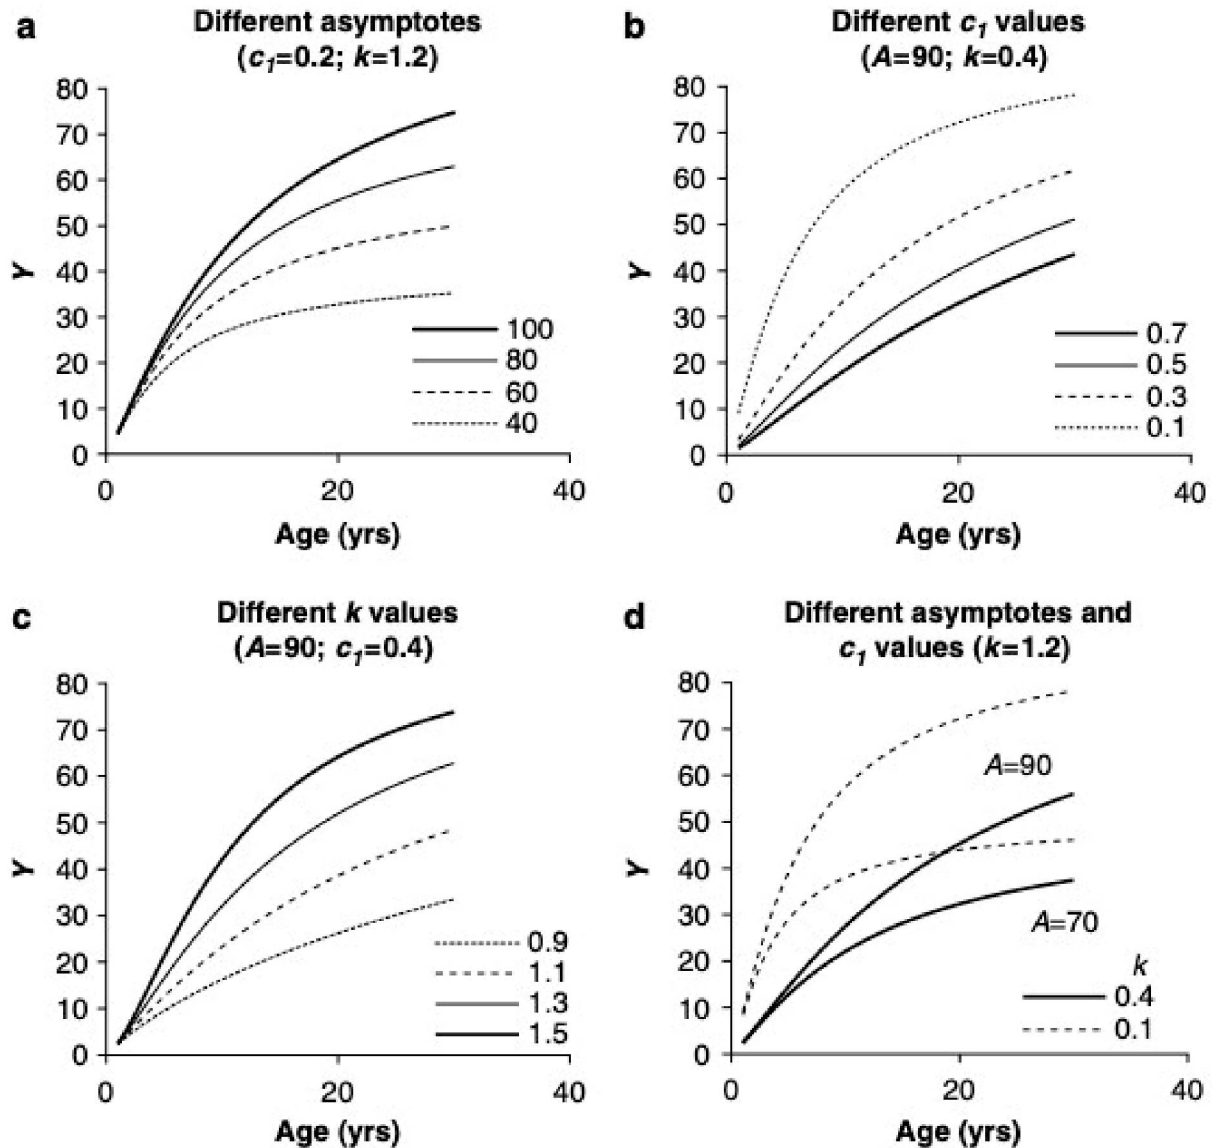 a
Different asymptotes
(c1=0.2; k=1.2)
80
70
60
50
40
30
20
10
0
Y
100
80
60
40
0
20
40
Age (yrs)
b
Different c1 values
(A=90; k=0.4)
80
70
60
50
40
30
20
10
0
Y
0.7
0.5
0.3
0.1
0
20
40
Age (yrs)
c
Different k values
(A=90; c1=0.4)
80
70
60
50
40
30
20
10
0
Y
0.9
1.1
1.3
1.5
0
20
40
Age (yrs)
d
Different asymptotes and
c1 values (k=1.2)
80
70
60
50
40
30
20
10
0
Y
A=90
A=70
k
0.4
0.1
0
20
40
Age (yrs)